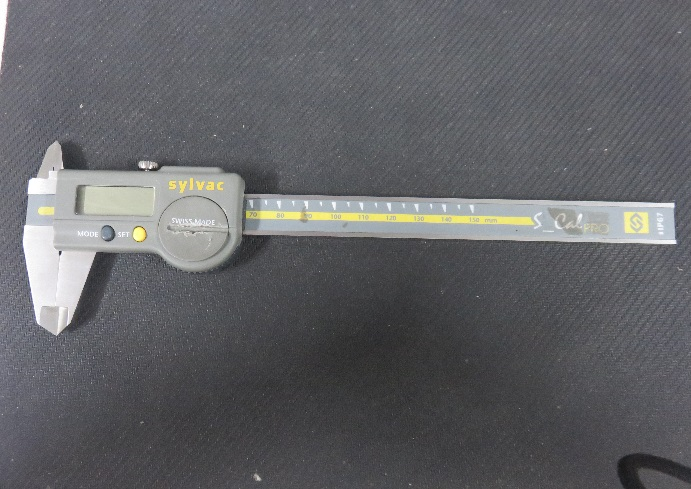 sylvac
SWISS MADE
MODE SET
70 80 90 100 110 120 130 140 150 mm
S_Cal PRO
IP67